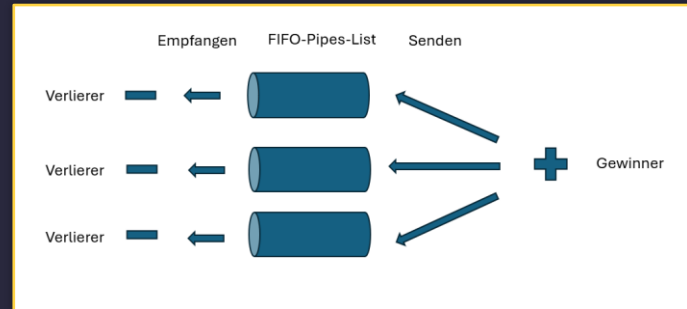 Empfangen FIFO-Pipes-List Senden
Verlierer
Verlierer
Gewinner
Verlierer